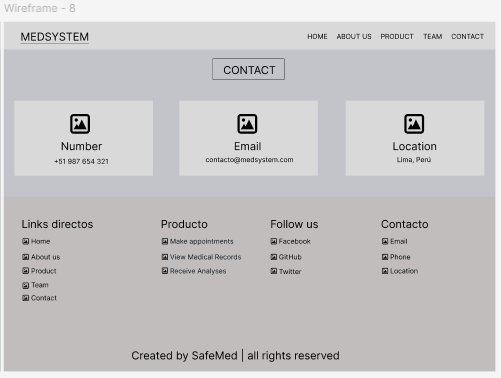 Wireframe - 8
MEDSYSTEM
HOME ABOUT US PRODUCT TEAM CONTACT
CONTACT
Number
+51 987 654 321
Email
contacto@medsystem.com
Location
Lima, Perú
Links directos
Home
About us
Product
Team
Contact
Producto
Make appointments
View Medical Records
Receive Analyses
Follow us
Facebook
GitHub
Twitter
Contacto
Email
Phone
Location
Created by SafeMed | all rights reserved